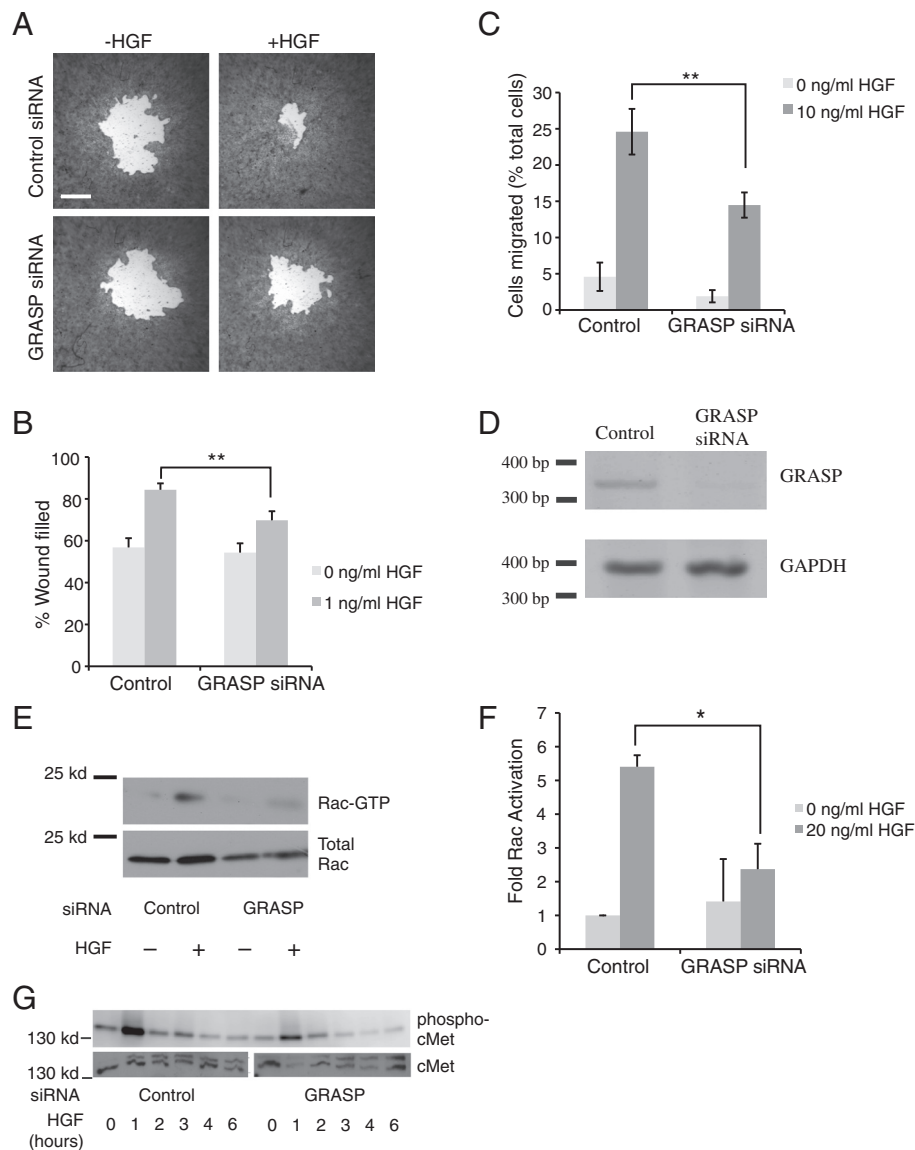 A
-HGF
+HGF
Control siRNA
GRASP siRNA
B
100
80
60
40
20
0
% Wound filled
**
0 ng/ml HGF
1 ng/ml HGF
Control
GRASP siRNA
C
30
25
20
15
10
5
0
Cells migrated (% total cells)
**
0 ng/ml HGF
10 ng/ml HGF
Control
GRASP siRNA
D
Control
GRASP
siRNA
400 bp
300 bp
GRASP
400 bp
300 bp
GAPDH
E
25 kd
Rac-GTP
25 kd
Total
Rac
siRNA
Control
GRASP
HGF
– + – +
F
7
6
5
4
3
2
1
0
Fold Rac Activation
*
0 ng/ml HGF
20 ng/ml HGF
Control
GRASP siRNA
G
130 kd
phospho-
cMet
130 kd
cMet
siRNA
Control
GRASP
HGF
(hours)
0 1 2 3 4 6 0 1 2 3 4 6